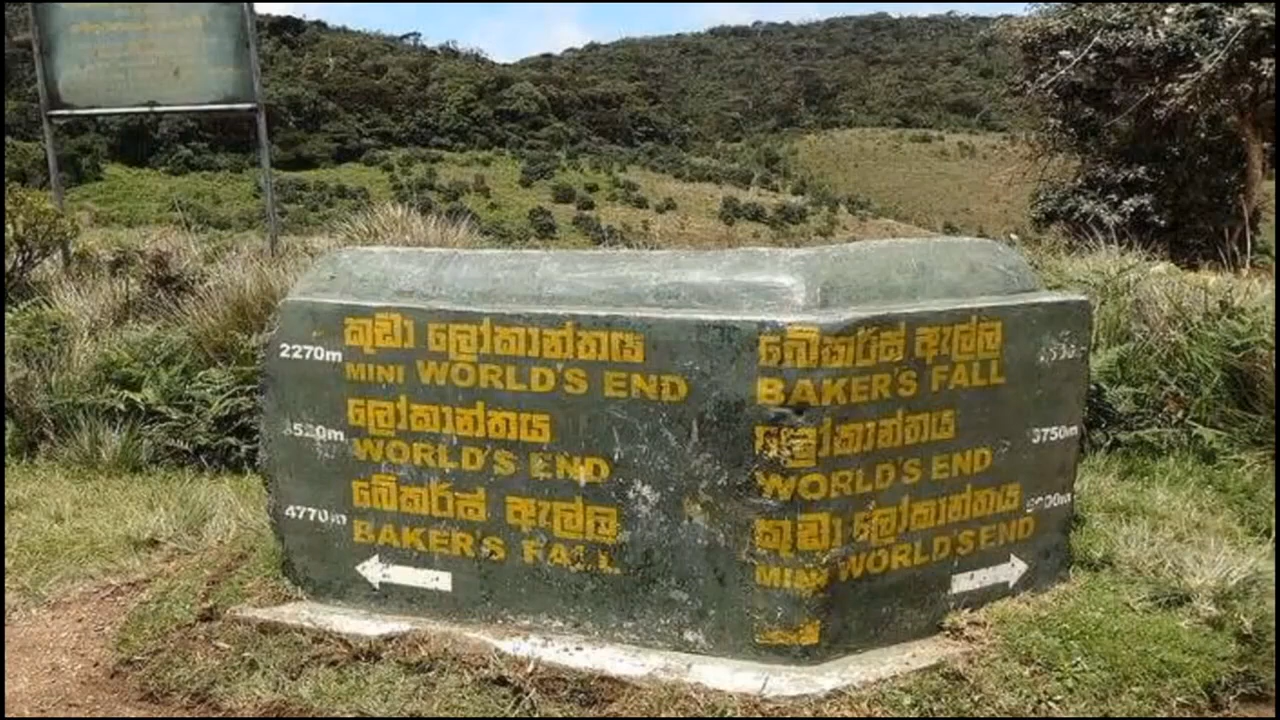 කුඩා ලෝකාන්තය
2270m MINI WORLD'S END
ලෝකාන්තය
WORLD'S END
බේකර්ස් ඇල්ල
4770m BAKER'S FALL
බේකර්ස් ඇල්ල
BAKER'S FALL
ලෝකාන්තය
3750m
WORLD'S END
කුඩා ලෝකාන්තය
MINI WORLD'S END